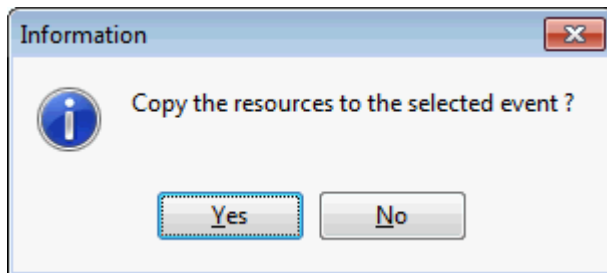 Information
Copy the resources to the selected event ?
Yes No